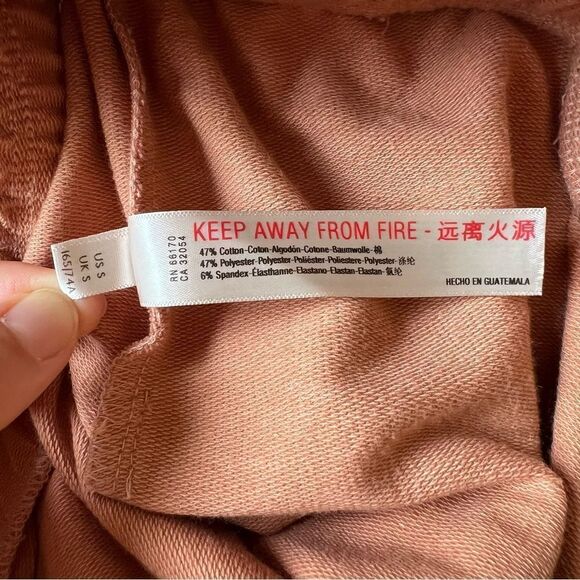 US S
UK S
165/74A
RN 66170
CA 32054
KEEP AWAY FROM FIRE - 远离火源
47% Cotton-Coton-Algodón-Cotone-Baumwolle-棉
47% Polyester-Polyester-Poliéster-Poliestere-Polyester-涤纶
6% Spandex-Élasthanne-Elastano-Elastan-Elastan-氨纶
HECHO EN GUATEMALA